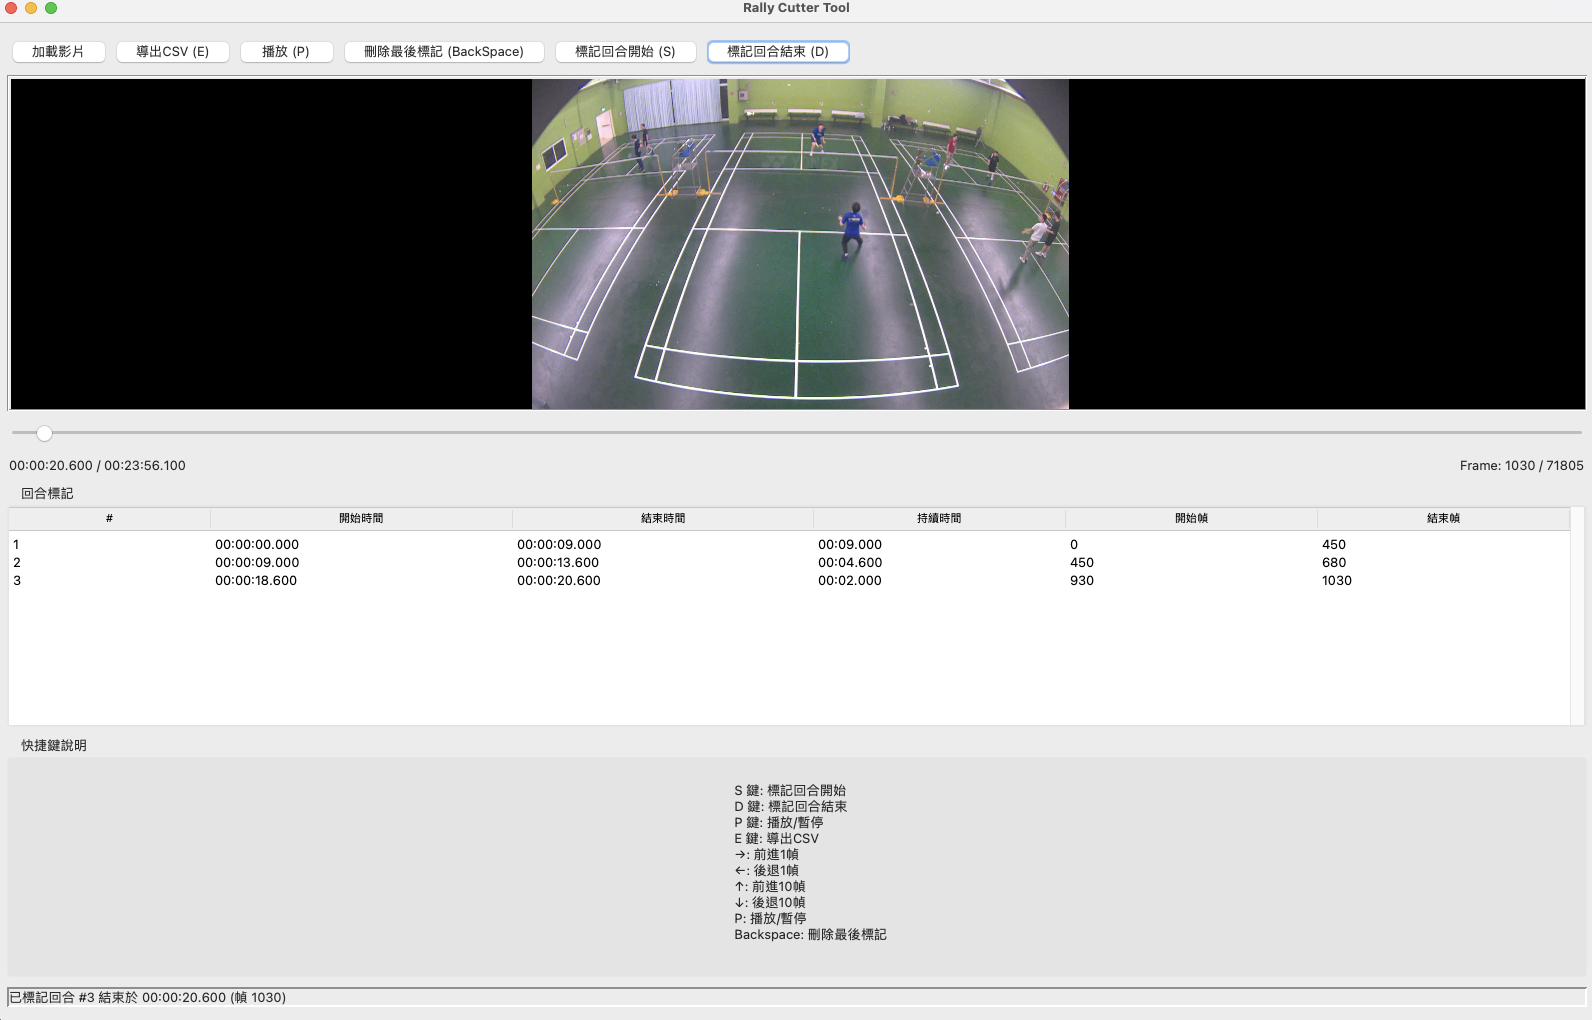 Rally Cutter Tool
加載影片 導出CSV (E) 播放 (P) 刪除最後標記 (BackSpace) 標記回合開始 (S) 標記回合結束 (D)
00:00:20.600 / 00:23:56.100 Frame: 1030 / 71805
回合標記
# 開始時間 結束時間 持續時間 開始幀 結束幀
1 00:00:00.000 00:00:09.000 00:09.000 0 450
2 00:00:09.000 00:00:13.600 00:04.600 450 680
3 00:00:18.600 00:00:20.600 00:02.000 930 1030
快捷鍵說明
S 鍵: 標記回合開始
D 鍵: 標記回合結束
P 鍵: 播放/暫停
E 鍵: 導出CSV
→: 前進1幀
←: 後退1幀
↑: 前進10幀
↓: 後退10幀
P: 播放/暫停
Backspace: 刪除最後標記
已標記回合 #3 結束於 00:00:20.600 (幀 1030)